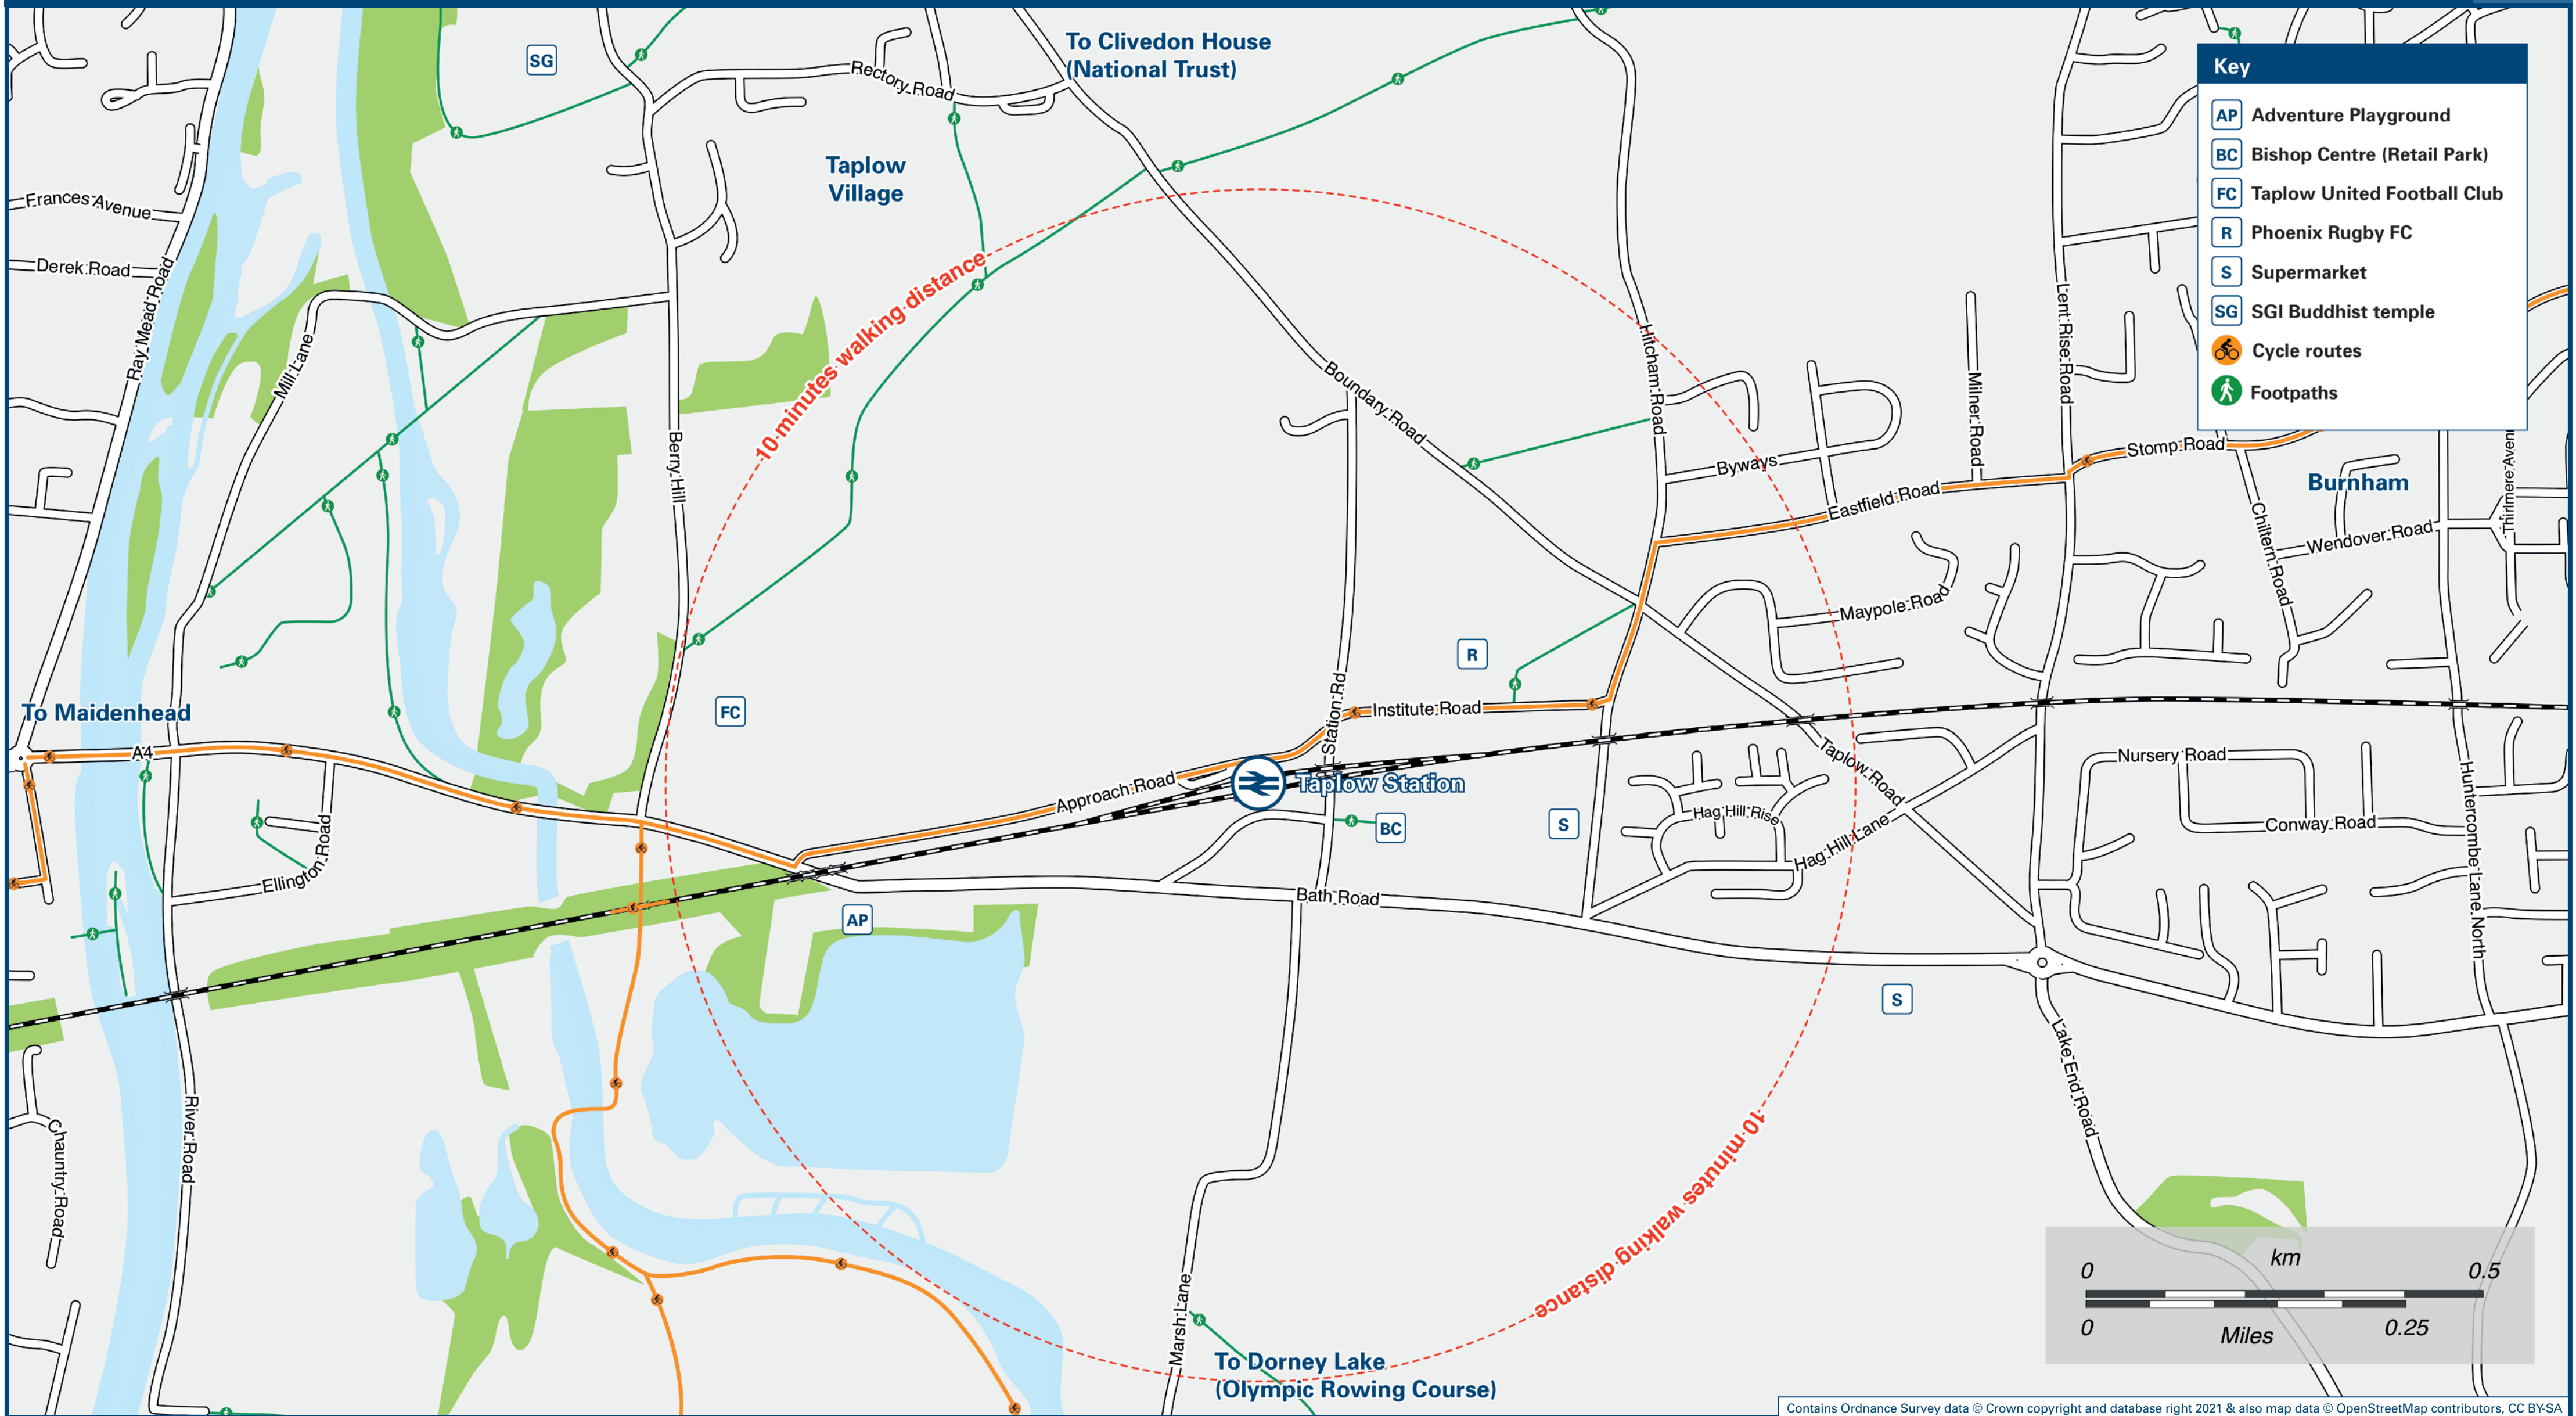 SG
To Clivedon House
(National Trust)
Rectory Road
Taplow
Village
Key
AP Adventure Playground
BC Bishop Centre (Retail Park)
FC Taplow United Football Club
R Phoenix Rugby FC
S Supermarket
SG SGI Buddhist temple
Cycle routes
Footpaths
Frances Avenue
Derek Road
Ray Mead Road
Mill Lane
10 minutes walking distance
Berry Hill
Boundary Road
Hitcham Road
Lent Rise Road
Milner Road
Byways
Eastfield Road
Stomp Road
Burnham
Thirlmere Ave
Chiltern Road
Wendover Road
Maypole Road
R
FC
To Maidenhead
A4
Station Rd
Institute Road
Approach Road
Taplow Station
BC
S
Taplow Road
Hag Hill Rise
Hag Hill Lane
Nursery Road
Conway Road
Huntercombe Lane North
Ellington Road
AP
Bath Road
S
River Road
Chauntry Road
Lake End Road
10 minutes walking distance
Marsh Lane
To Dorney Lake
(Olympic Rowing Course)
km
0 0.5
0 0.25
Miles
Contains Ordnance Survey data © Crown copyright and database right 2021 & also map data © OpenStreetMap contributors, CC BY-SA